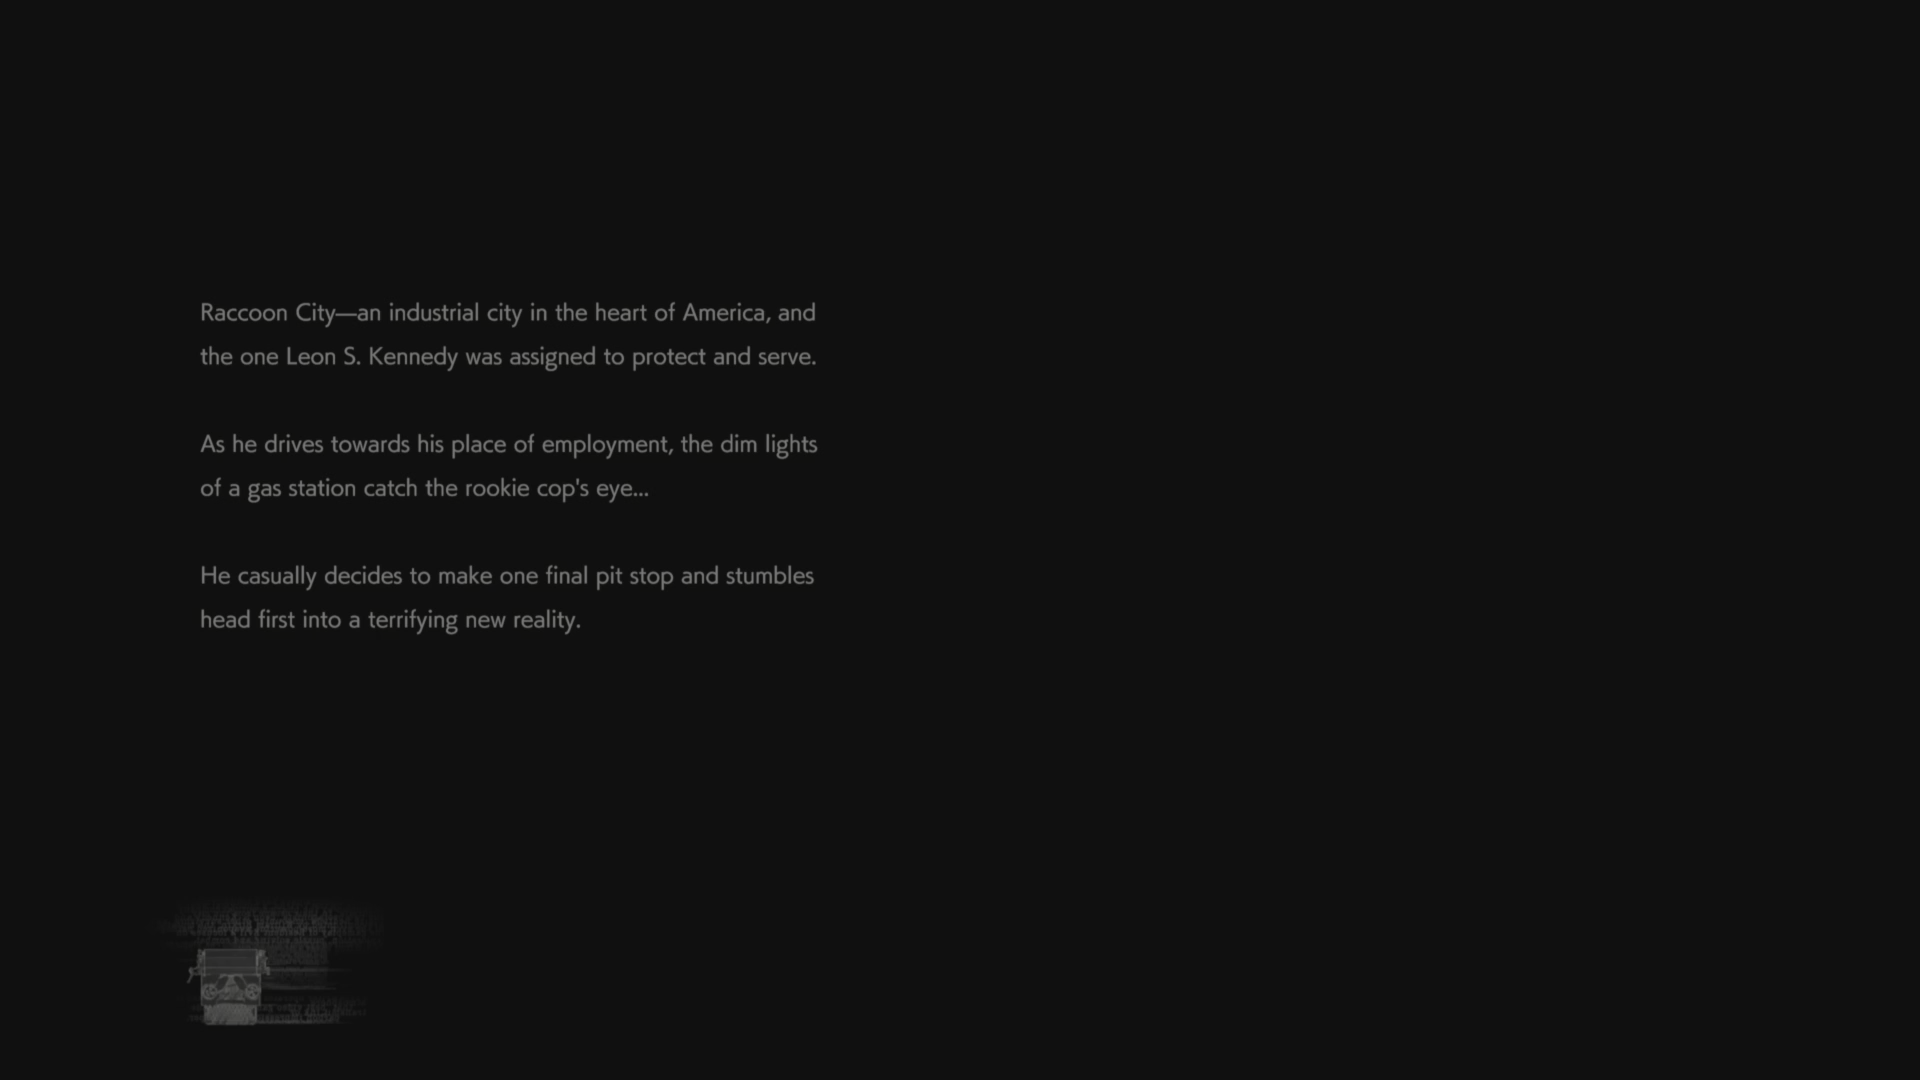 Raccoon City—an industrial city in the heart of America, and
the one Leon S. Kennedy was assigned to protect and serve.
As he drives towards his place of employment, the dim lights
of a gas station catch the rookie cop's eye...
He casually decides to make one final pit stop and stumbles
head first into a terrifying new reality.